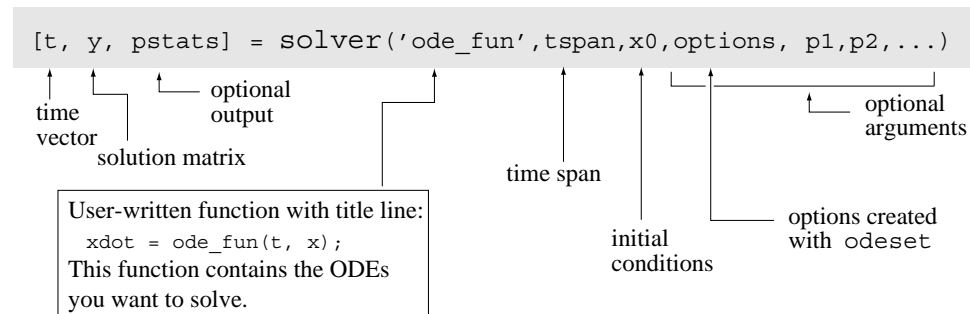 [t, y, pstats] = solver('ode_fun',tspan,x0,options, p1,p2,...)
time
vector
solution matrix
optional
output
time span
initial
conditions
optional
arguments
options created
with odeset
User-written function with title line:
xdot = ode_fun(t, x);
This function contains the ODEs
you want to solve.